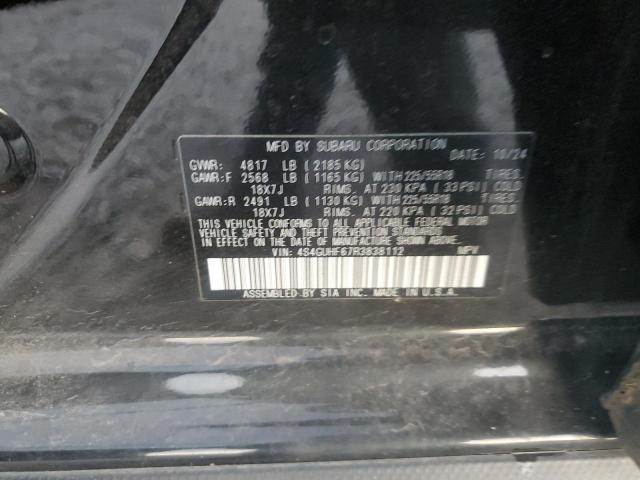 MFD BY SUBARU CORPORATION
DATE: 10/24
GVWR: 4817 LB (2185 KG)
GAWR:F 2568 LB (1165 KG) WITH 225/55R18 TIRES,
18X7J RIMS, AT 230 KPA (33 PSI) COLD
GAWR:R 2491 LB (1130 KG) WITH 225/55R18 TIRES,
18X7J RIMS, AT 220 KPA (32 PSI) COLD
THIS VEHICLE CONFORMS TO ALL APPLICABLE FEDERAL MOTOR
VEHICLE SAFETY AND THEFT PREVENTION STANDARDS
IN EFFECT ON THE DATE OF MANUFACTURE SHOWN ABOVE.
VIN: 4S4GUHF67R3838112 MPV
ASSEMBLED BY SIA INC. MADE IN U.S.A.